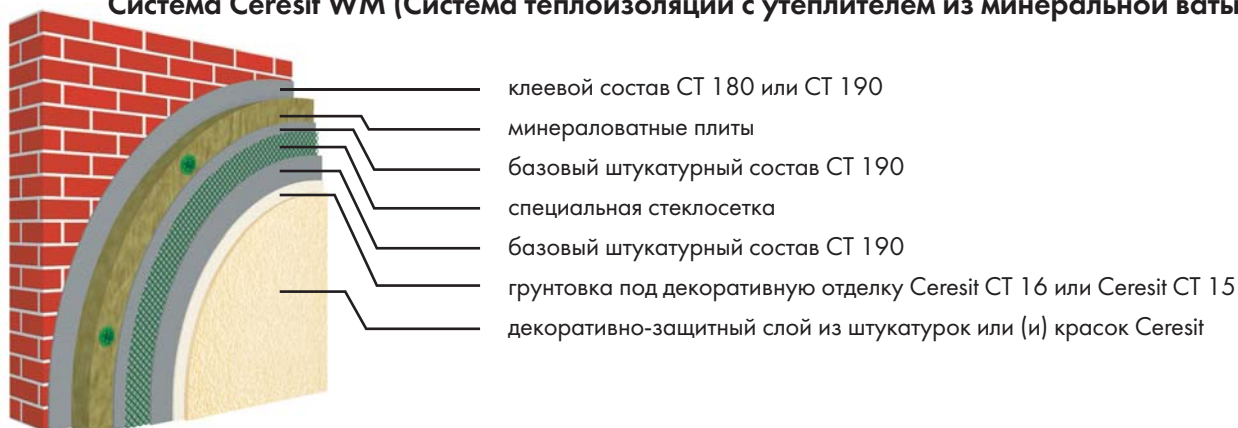 Система Ceresit WM (Система теплоизоляции с утеплителем из минеральной ваты
клеевой состав СТ 180 или СТ 190
минераловатные плиты
базовый штукатурный состав СТ 190
специальная стеклосетка
базовый штукатурный состав СТ 190
грунтовка под декоративную отделку Ceresit CT 16 или Ceresit CT 15
декоративно-защитный слой из штукатурок или (и) красок Ceresit